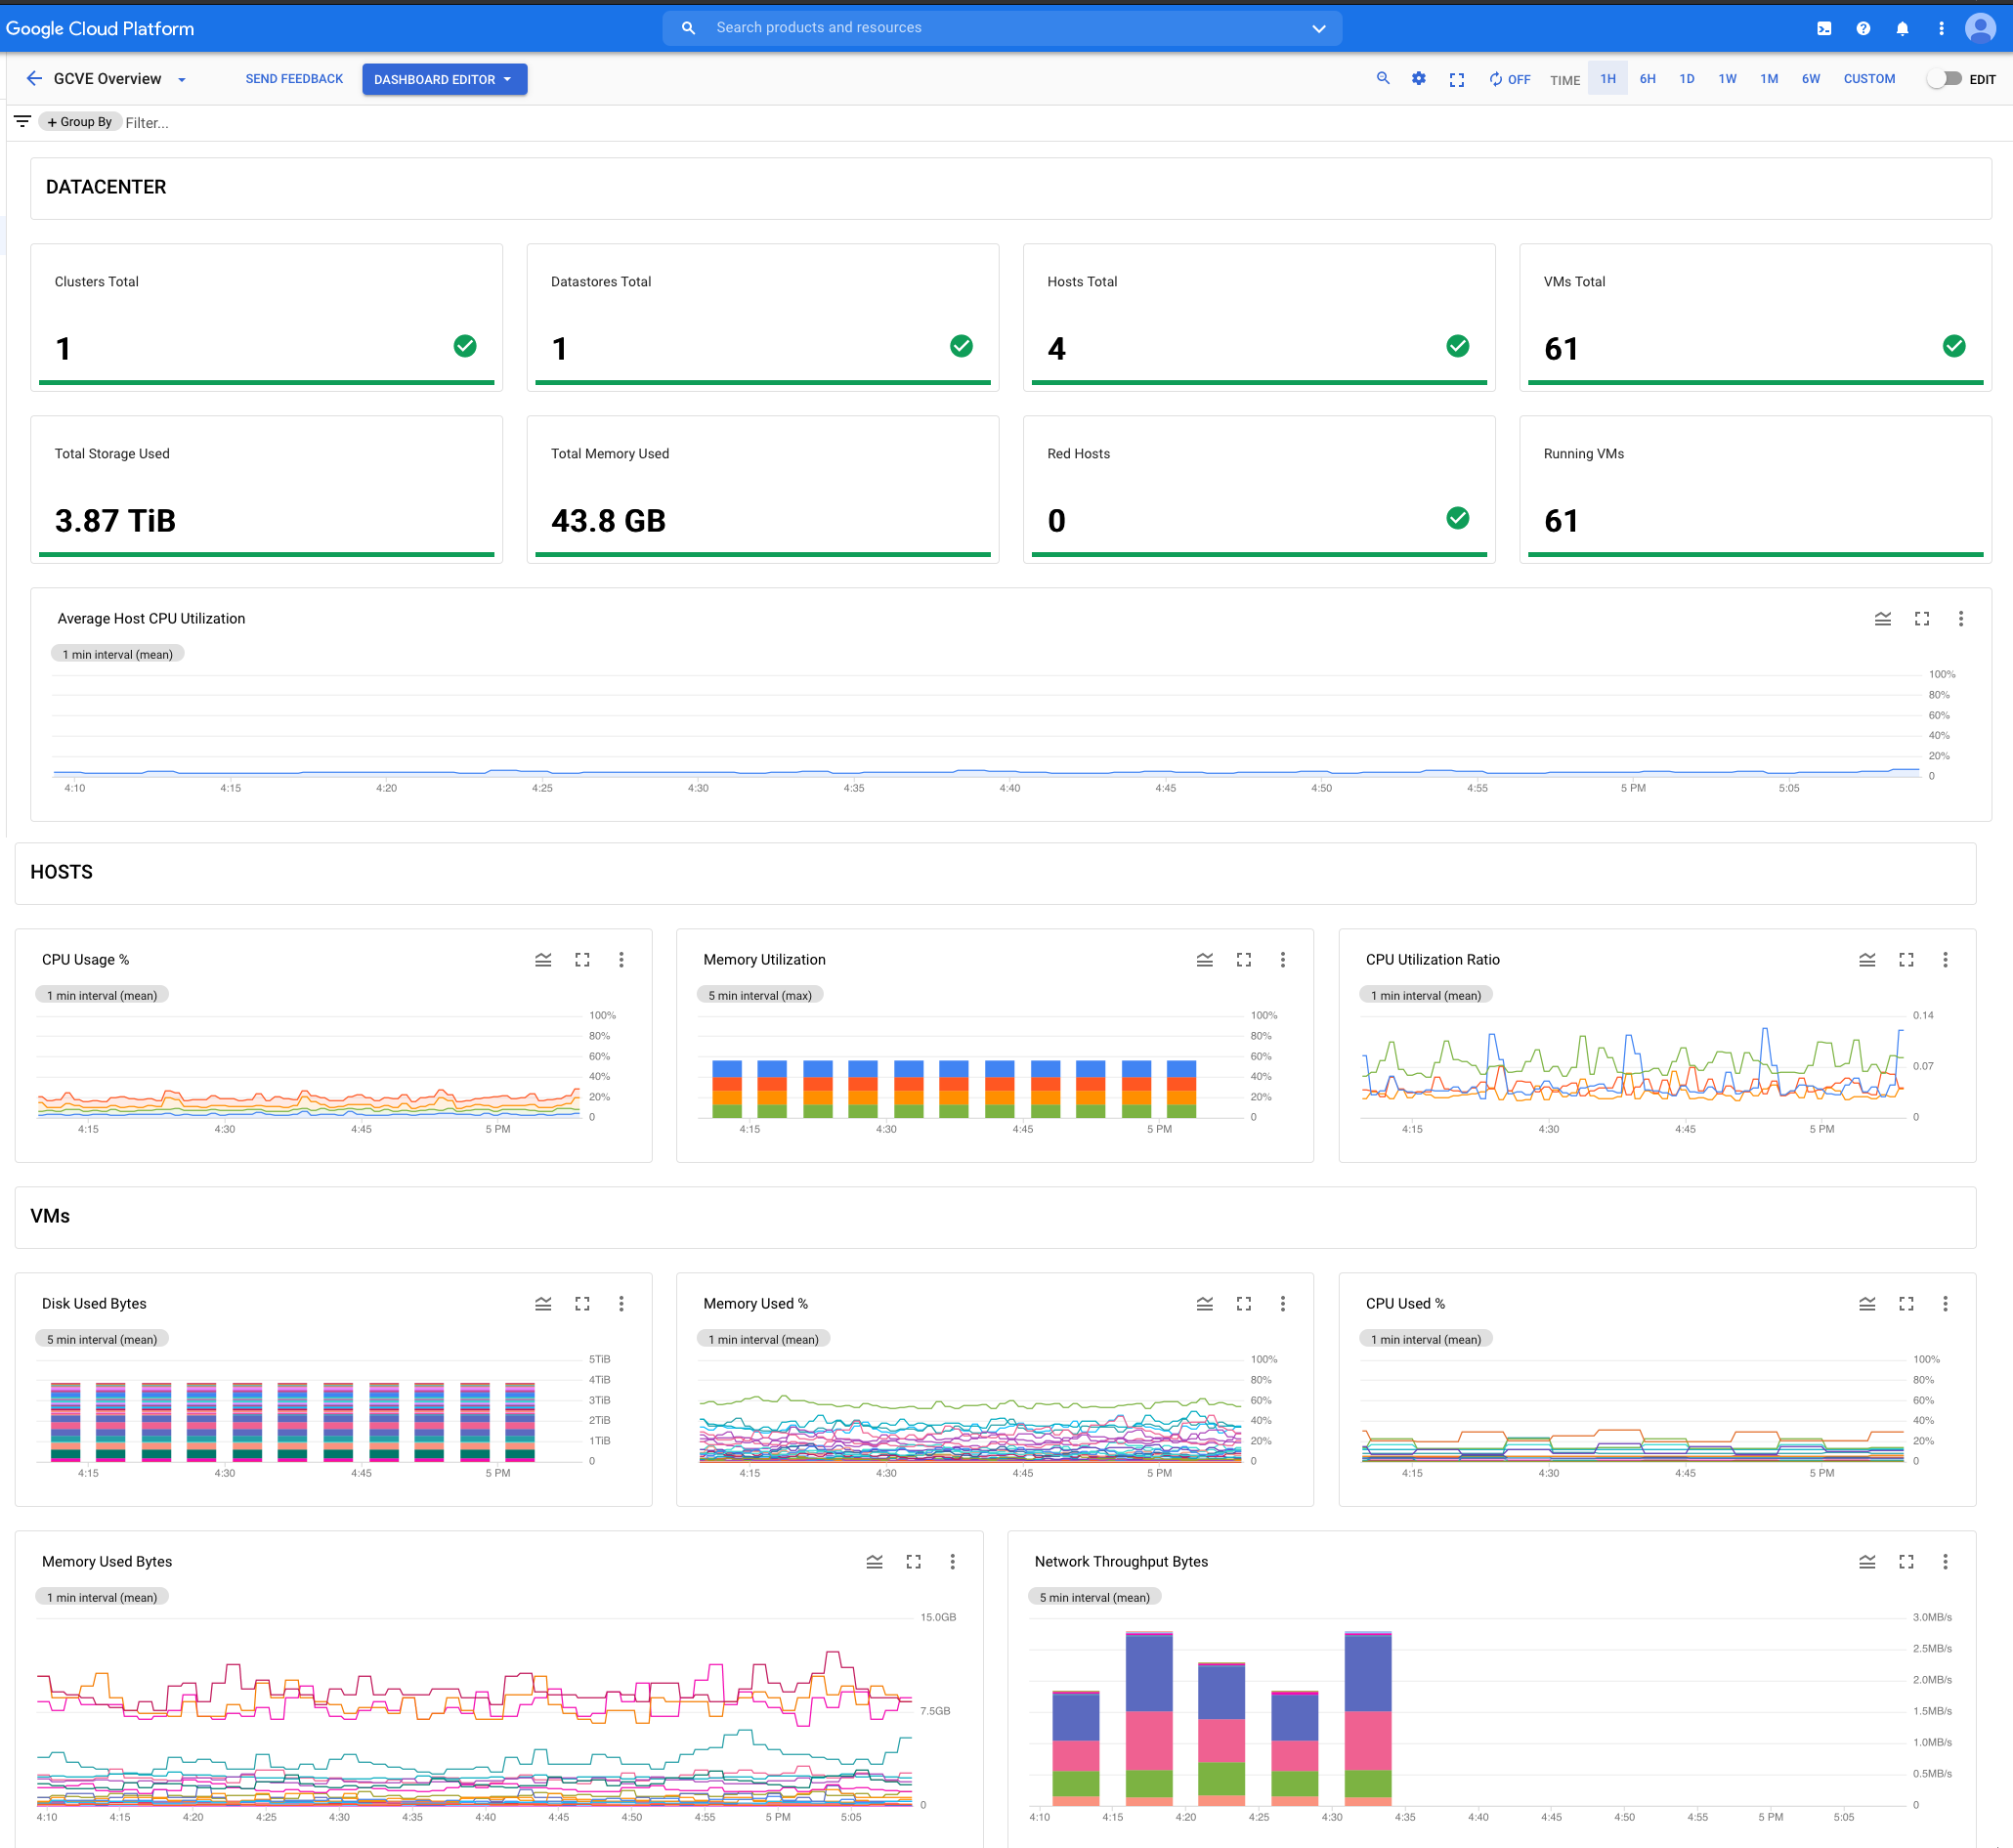 Google Cloud Platform
Search products and resources
GCVE Overview
SEND FEEDBACK
DASHBOARD EDITOR
OFF
TIME
1H
6H
1D
1W
1M
6W
CUSTOM
EDIT
+ Group By
Filter...
DATACENTER
Clusters Total
1
Datastores Total
1
Hosts Total
4
VMs Total
61
Total Storage Used
3.87 TiB
Total Memory Used
43.8 GB
Red Hosts
0
Running VMs
61
Average Host CPU Utilization
1 min interval (mean)
100%
80%
60%
40%
20%
0
4:10 4:15 4:20 4:25 4:30 4:35 4:40 4:45 4:50 4:55 5 PM 5:05
HOSTS
CPU Usage %
1 min interval (mean)
100%
80%
60%
40%
20%
0
4:15 4:30 4:45 5 PM
Memory Utilization
5 min interval (max)
100%
80%
60%
40%
20%
0
4:15 4:30 4:45 5 PM
CPU Utilization Ratio
1 min interval (mean)
0.14
0.07
0
4:15 4:30 4:45 5 PM
VMs
Disk Used Bytes
5 min interval (mean)
5TiB
4TiB
3TiB
2TiB
1TiB
0
4:15 4:30 4:45 5 PM
Memory Used %
1 min interval (mean)
100%
80%
60%
40%
20%
0
4:15 4:30 4:45 5 PM
CPU Used %
1 min interval (mean)
100%
80%
60%
40%
20%
0
4:15 4:30 4:45 5 PM
Memory Used Bytes
1 min interval (mean)
15.0GB
7.5GB
0
4:10 4:15 4:20 4:25 4:30 4:35 4:40 4:45 4:50 4:55 5 PM 5:05
Network Throughput Bytes
5 min interval (mean)
3.0MB/s
2.5MB/s
2.0MB/s
1.5MB/s
1.0MB/s
0.5MB/s
0
4:10 4:15 4:20 4:25 4:30 4:35 4:40 4:45 4:50 4:55 5 PM 5:05